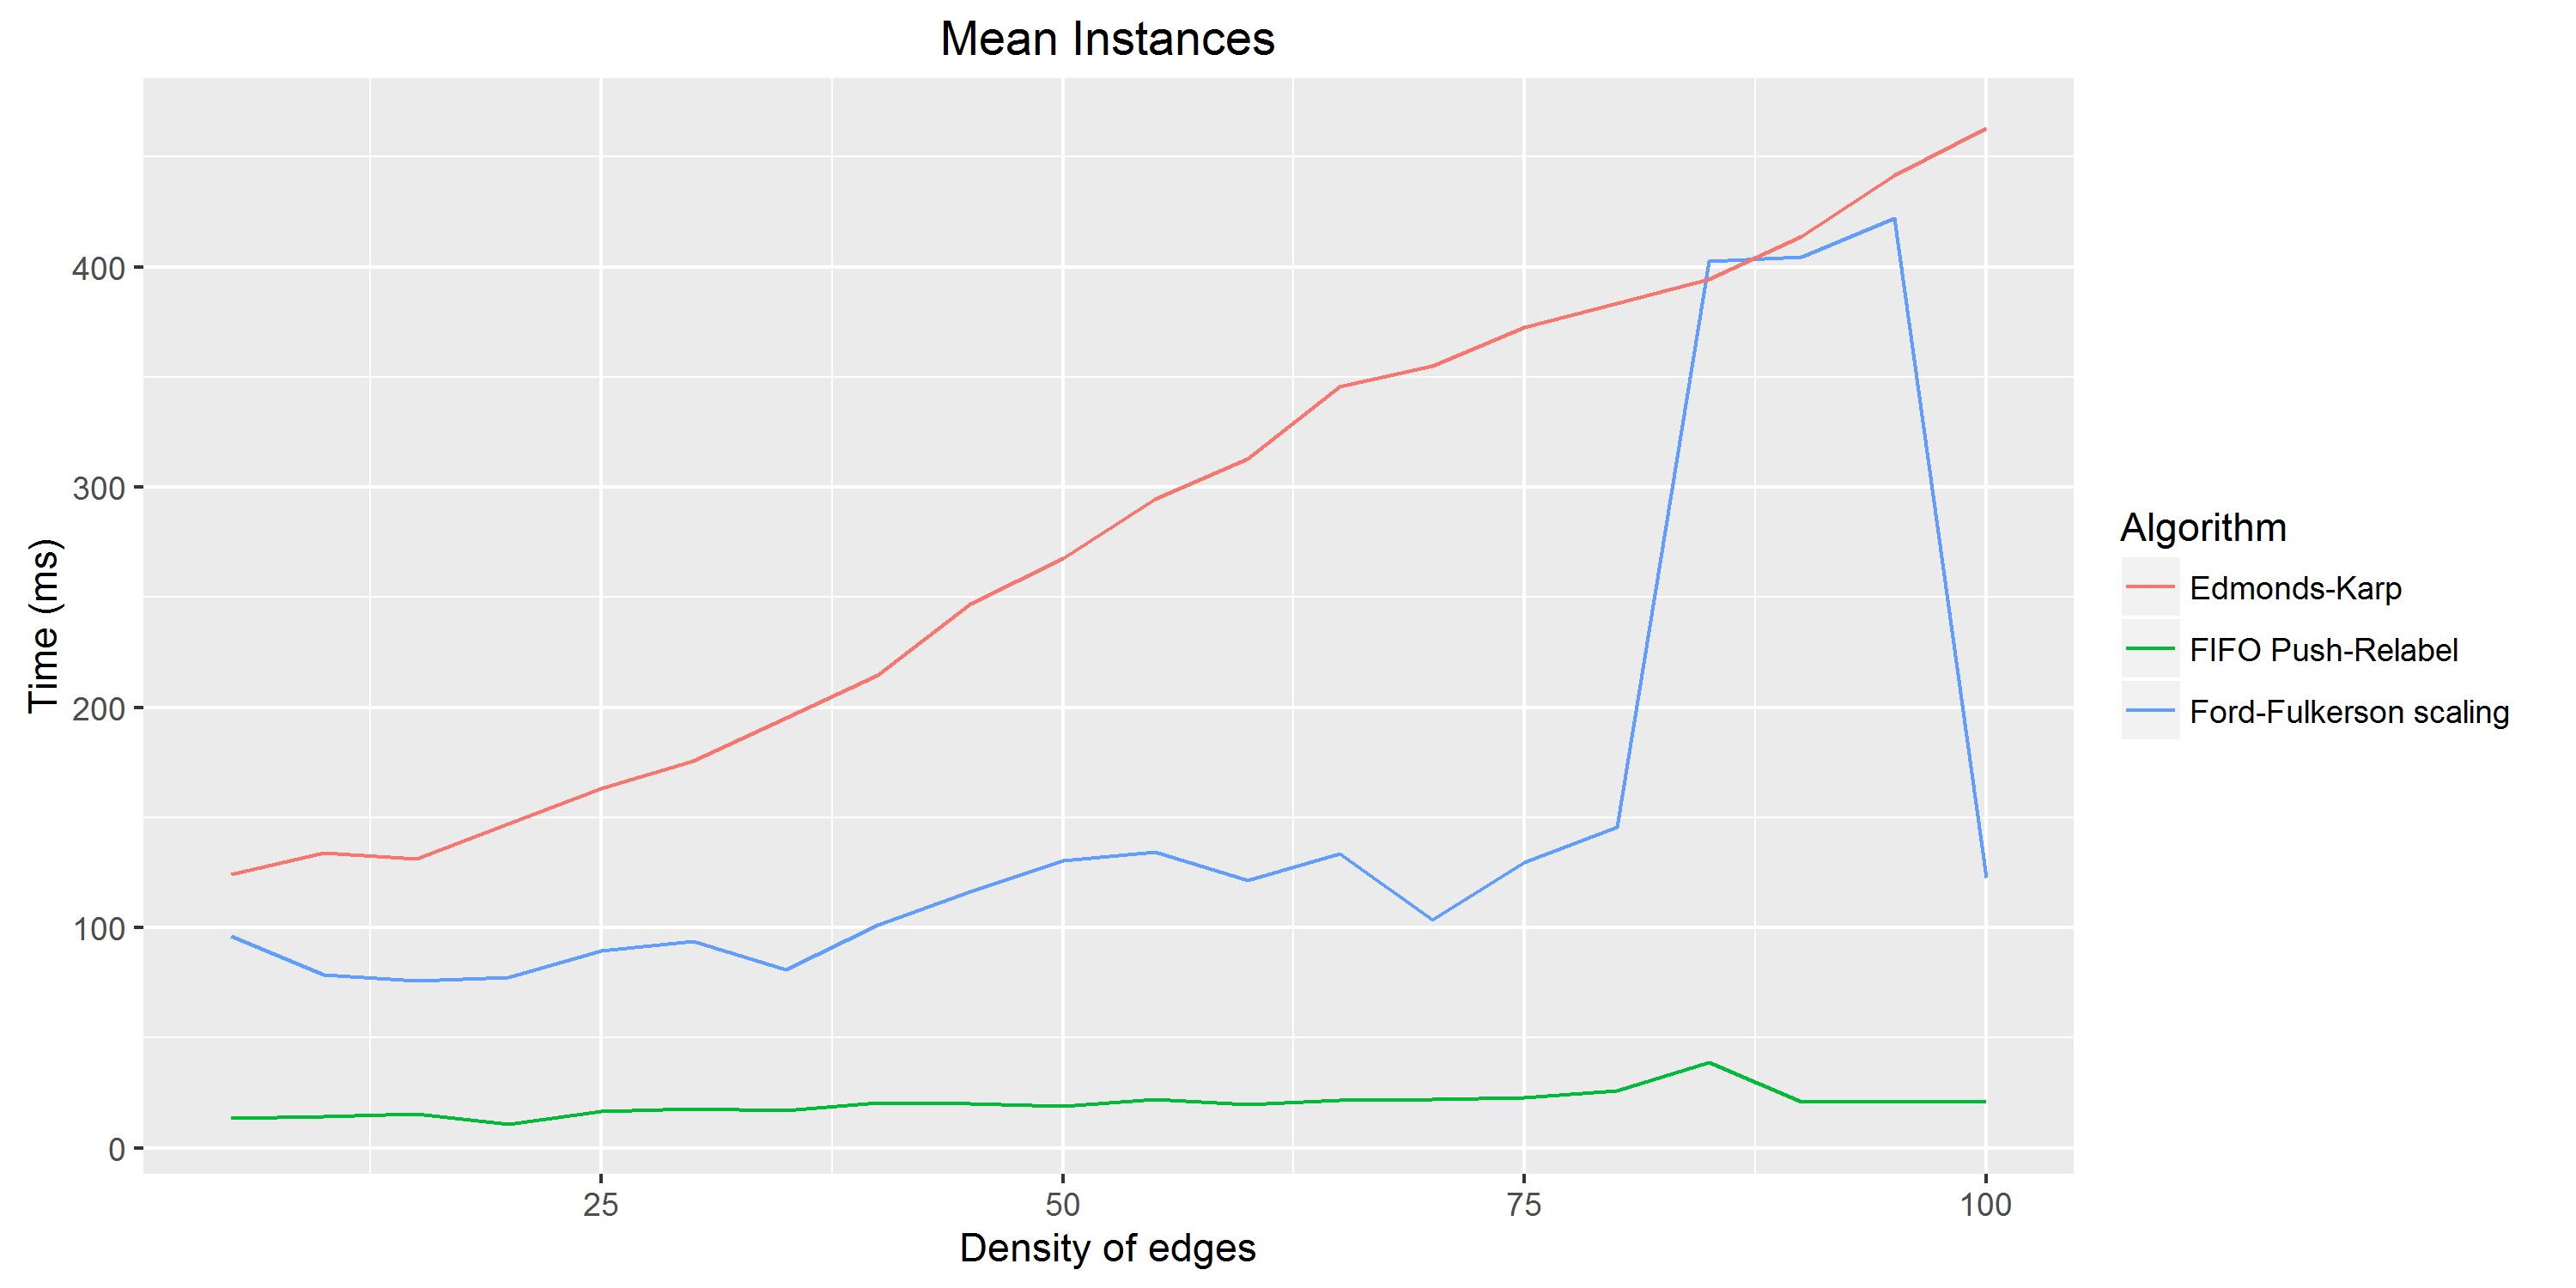 Mean Instances
Time (ms)
400
300
200
100
0
25
50
75
100
Density of edges
Algorithm
Edmonds-Karp
FIFO Push-Relabel
Ford-Fulkerson scaling